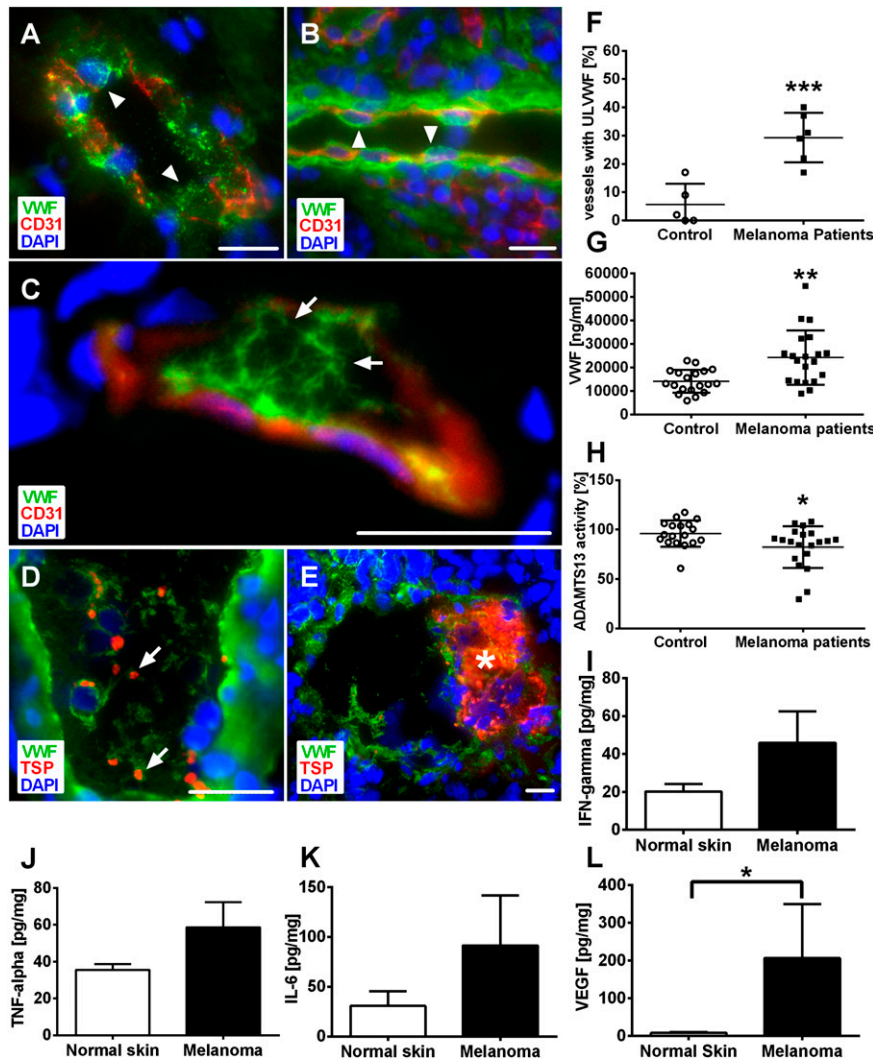 A
VWF
CD31
DAPI
B
VWF
CD31
DAPI
C
VWF
CD31
DAPI
D
VWF
TSP
DAPI
E
*
VWF
TSP
DAPI
F
vessels with ULVWF [%]
60
50
40
30
20
10
0
***
Control
Melanoma Patients
G
VWF [ng/ml]
60000
50000
40000
30000
20000
10000
0
**
Control
Melanoma patients
H
ADAMTS13 activity [%]
150
100
50
0
*
Control
Melanoma patients
I
IFN-gamma [pg/mg]
80
60
40
20
0
Normal skin
Melanoma
J
TNF-alpha [pg/mg]
80
60
40
20
0
Normal skin
Melanoma
K
IL-6 [pg/mg]
150
100
50
0
Normal skin
Melanoma
L
VEGF [pg/mg]
400
300
200
100
0
*
Normal Skin
Melanoma